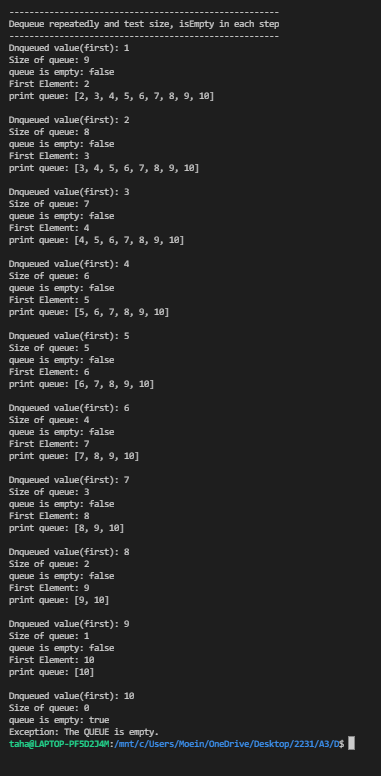 ------------------------------------------------------
Dequeue repeatedly and test size, isEmpty in each step
------------------------------------------------------
Dnqueued value(first): 1
Size of queue: 9
queue is empty: false
First Element: 2
print queue: [2, 3, 4, 5, 6, 7, 8, 9, 10]

Dnqueued value(first): 2
Size of queue: 8
queue is empty: false
First Element: 3
print queue: [3, 4, 5, 6, 7, 8, 9, 10]

Dnqueued value(first): 3
Size of queue: 7
queue is empty: false
First Element: 4
print queue: [4, 5, 6, 7, 8, 9, 10]

Dnqueued value(first): 4
Size of queue: 6
queue is empty: false
First Element: 5
print queue: [5, 6, 7, 8, 9, 10]

Dnqueued value(first): 5
Size of queue: 5
queue is empty: false
First Element: 6
print queue: [6, 7, 8, 9, 10]

Dnqueued value(first): 6
Size of queue: 4
queue is empty: false
First Element: 7
print queue: [7, 8, 9, 10]

Dnqueued value(first): 7
Size of queue: 3
queue is empty: false
First Element: 8
print queue: [8, 9, 10]

Dnqueued value(first): 8
Size of queue: 2
queue is empty: false
First Element: 9
print queue: [9, 10]

Dnqueued value(first): 9
Size of queue: 1
queue is empty: false
First Element: 10
print queue: [10]

Dnqueued value(first): 10
Size of queue: 0
queue is empty: true
Exception: The QUEUE is empty.
taha@LAPTOP-PF5D2J4M:/mnt/c/Users/Moein/OneDrive/Desktop/2231/A3/D$